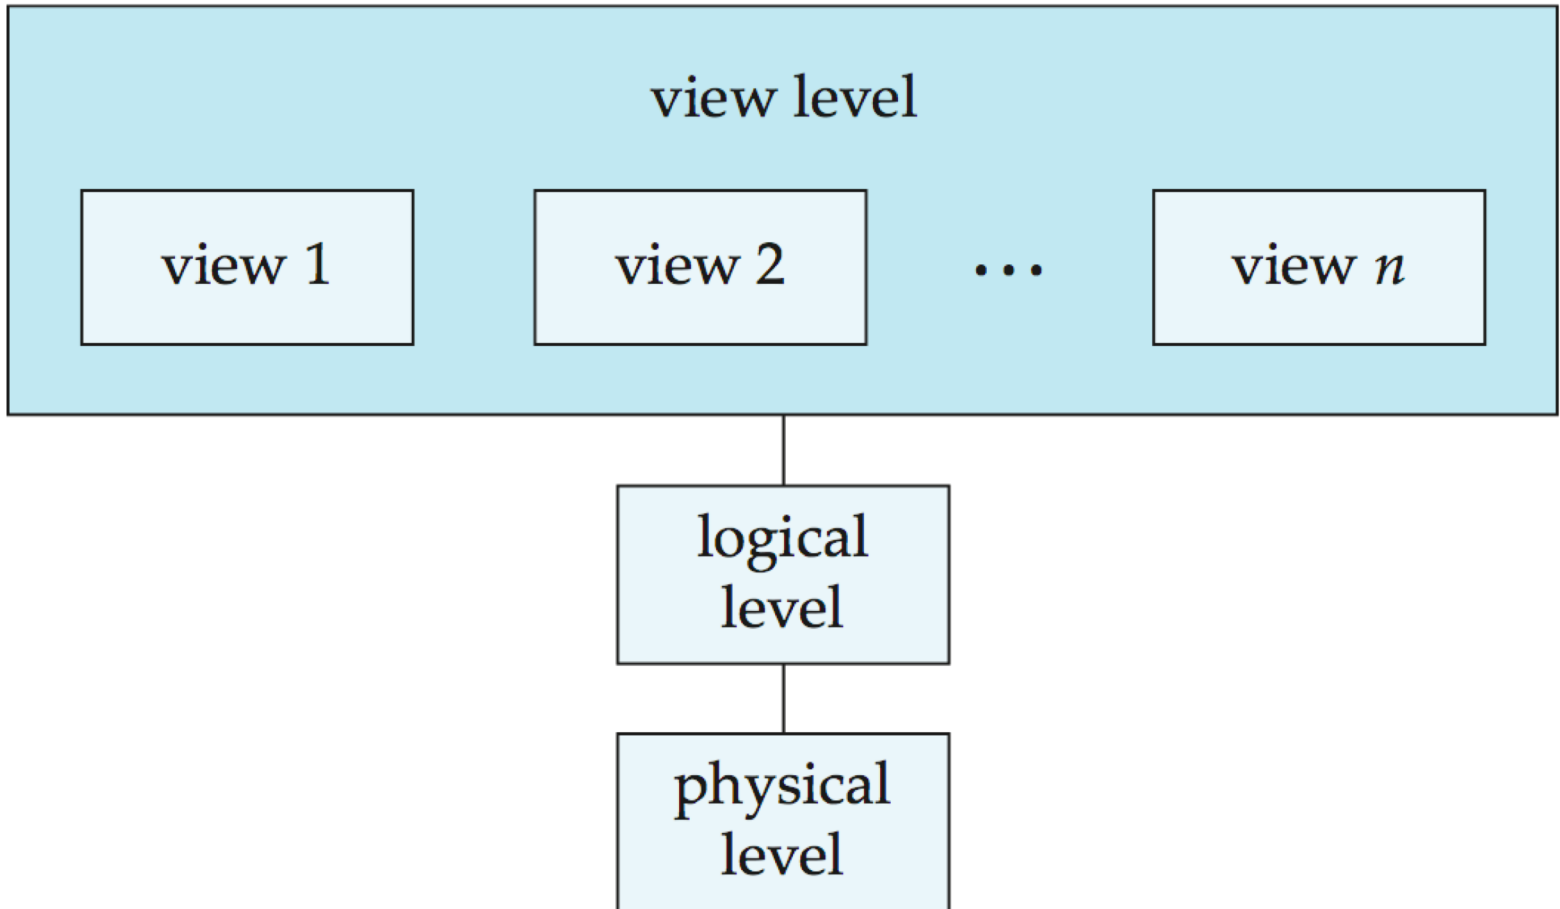 view level
view 1
view 2
...
view n
logical
level
physical
level